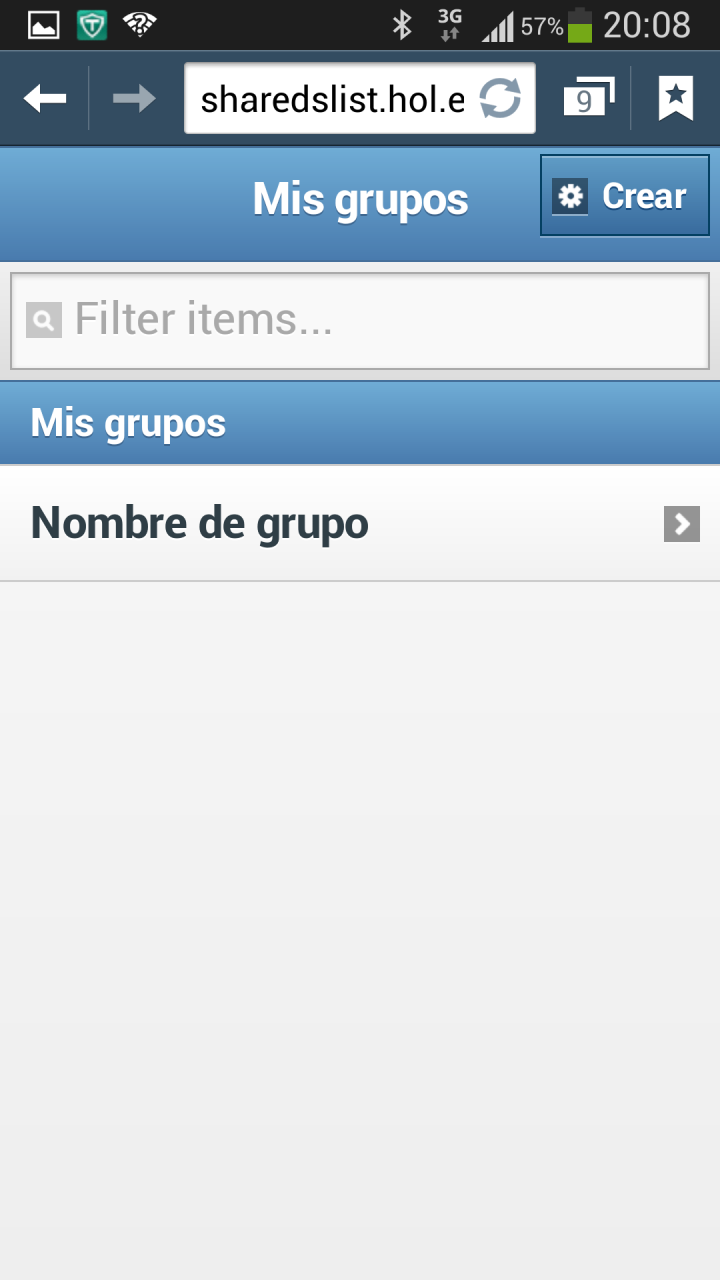 3G 57% 20:08
sharedslist.hol.e 9
Mis grupos Crear
Filter items...
Mis grupos
Nombre de grupo